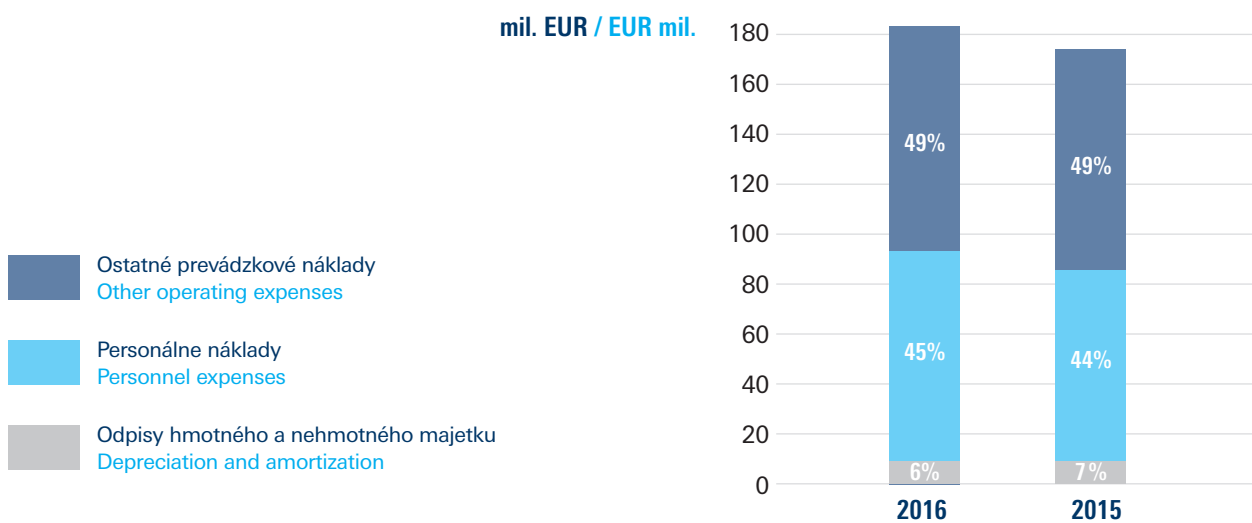 mil. EUR / EUR mil.
180
160
140
120
100
80
60
40
20
0
49%
49%
45%
44%
6%
7%
2016
2015
Ostatné prevádzkové náklady
Other operating expenses
Personálne náklady
Personnel expenses
Odpisy hmotného a nehmotného majetku
Depreciation and amortization